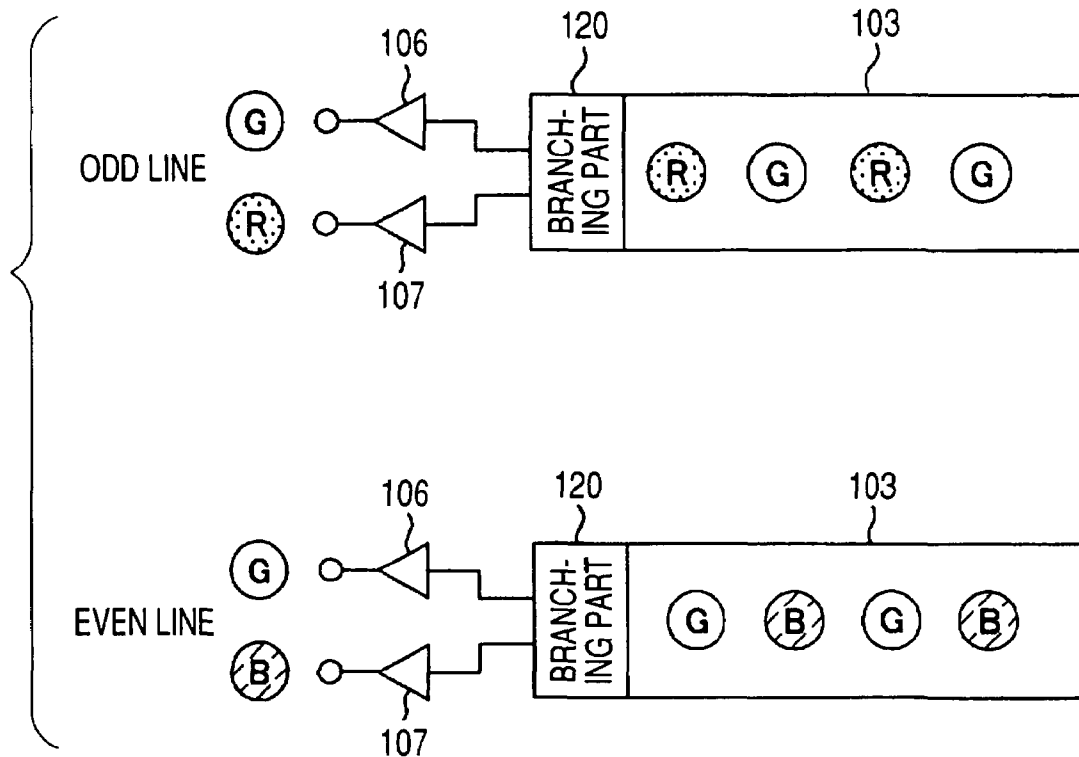 106
120
103
G
ODD LINE
R
BRANCH-
ING PART
R G R G
107
106
120
103
G
EVEN LINE
B
BRANCH-
ING PART
G B G B
107